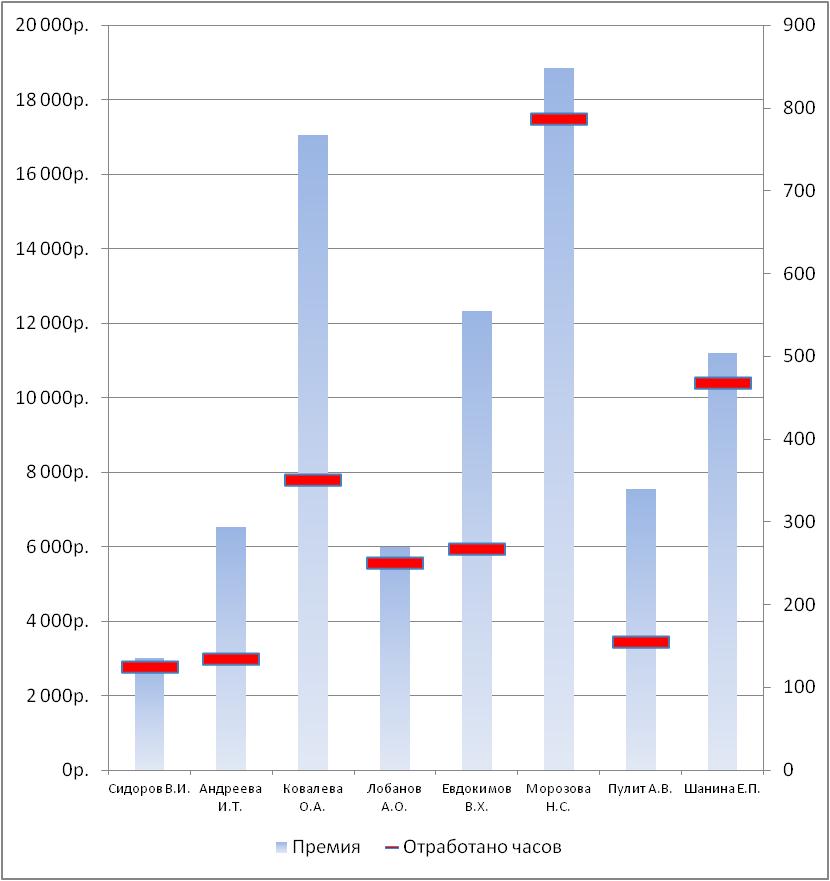 20 000р.
18 000р.
16 000р.
14 000р.
12 000р.
10 000р.
8 000р.
6 000р.
4 000р.
2 000р.
0р.
900
800
700
600
500
400
300
200
100
0
Сидоров В.И.
Андреева
И.Т.
Ковалева
О.А.
Лобанов
А.О.
Евдокимов
В.Х.
Морозова
Н.С.
Пулит А.В.
Шанина Е.П.
Премия
Отработано часов